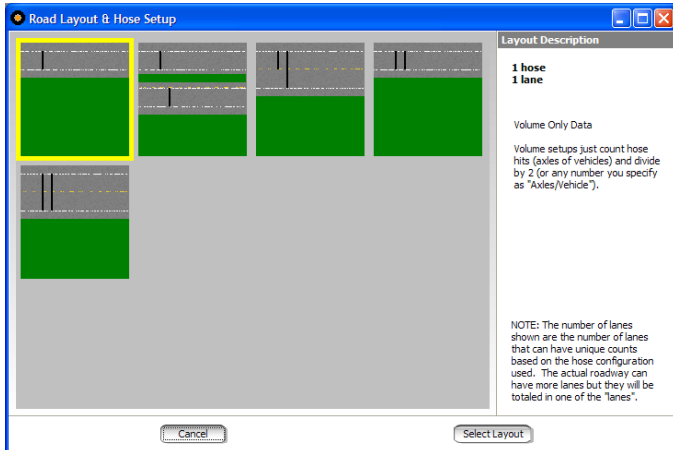 Road Layout & Hose Setup
Layout Description
1 hose
1 lane
Volume Only Data
Volume setups just count hose
hits (axles of vehicles) and divide
by 2 (or any number you specify
as "Axles/Vehicle").
NOTE: The number of lanes
shown are the number of lanes
that can have unique counts
based on the hose configuration
used.  The actual roadway can
have more lanes but they will be
totaled in one of the "lanes".
Cancel
Select Layout